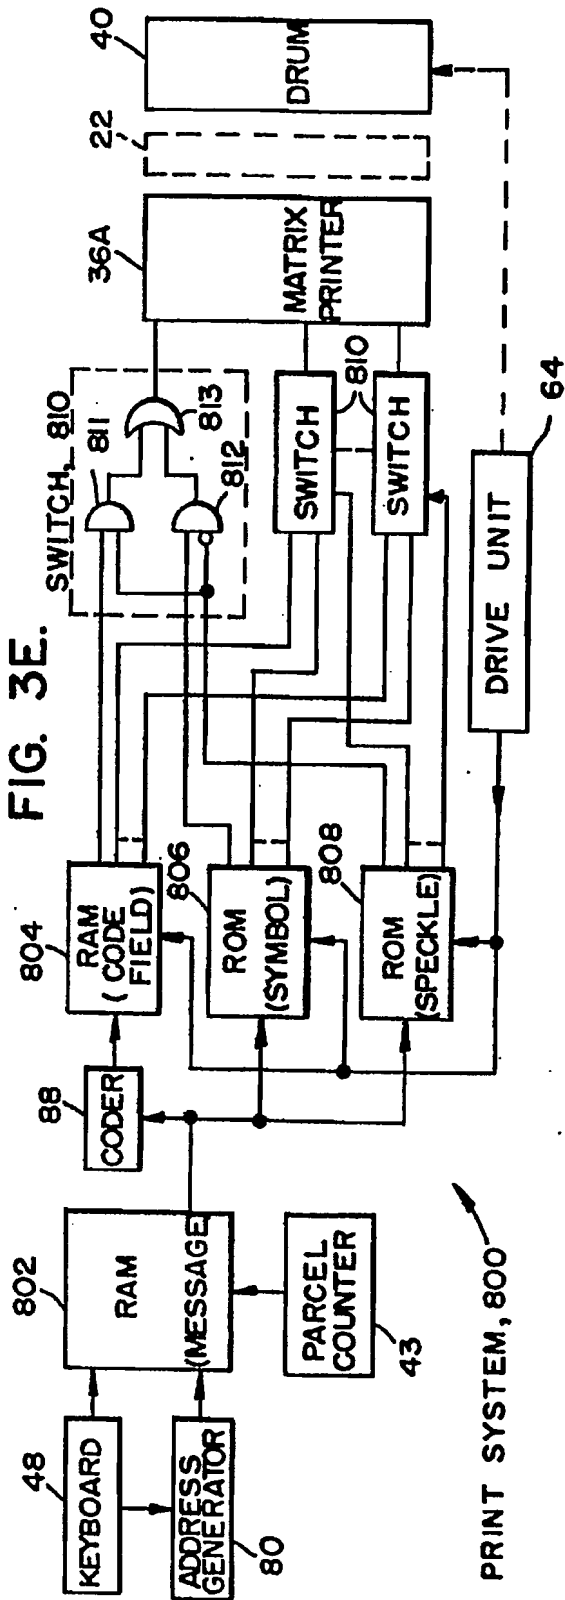 FIG. 3E.
48
KEYBOARD
ADDRESS
GENERATOR
80
802
RAM
(MESSAGE)
PARCEL
COUNTER
43
88
CODER
804
RAM
( CODE
FIELD)
806
ROM
(SYMBOL)
808
ROM
(SPECKLE)
SWITCH, 810
811
812
813
SWITCH
810
SWITCH
36A
MATRIX
PRINTER
22
40
DRUM
DRIVE UNIT
64
PRINT SYSTEM, 800